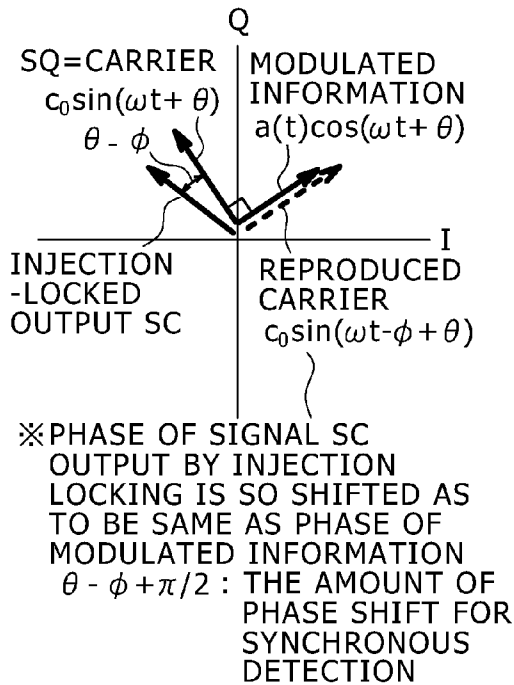 Q
SQ=CARRIER
c₀sin(ωt+ θ)
θ - ϕ
MODULATED
INFORMATION
a(t)cos(ωt+ θ)
I
INJECTION
-LOCKED
OUTPUT SC
REPRODUCED
CARRIER
c₀sin(ωt-ϕ+θ)
※PHASE OF SIGNAL SC
OUTPUT BY INJECTION
LOCKING IS SO SHIFTED AS
TO BE SAME AS PHASE OF
MODULATED INFORMATION
θ - ϕ+π/2 : THE AMOUNT OF
PHASE SHIFT FOR
SYNCHRONOUS
DETECTION